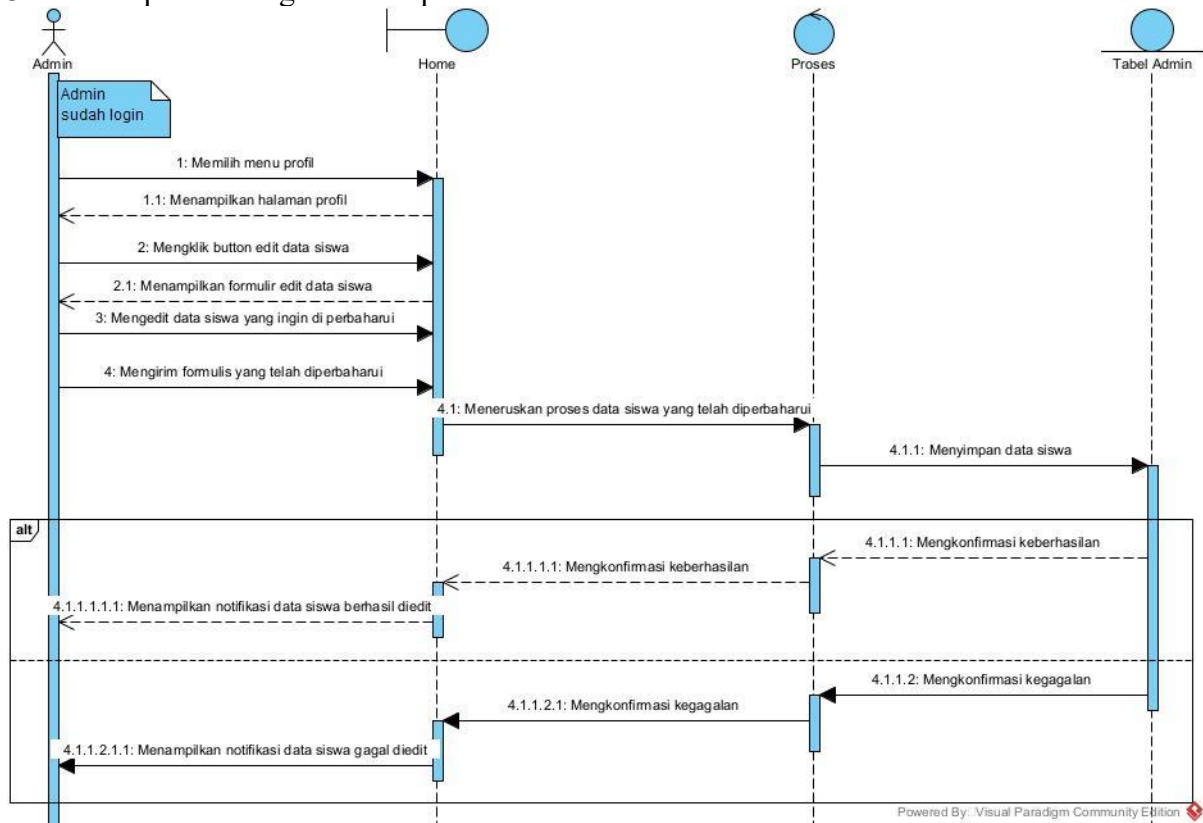 Admin
Home
Proses
Tabel Admin
Admin
sudah login
1: Memilih menu profil
1.1: Menampilkan halaman profil
2: Mengklik button edit data siswa
2.1: Menampilkan formulir edit data siswa
3: Mengedit data siswa yang ingin di perbaharui
4: Mengirim formulis yang telah diperbaharui
4.1: Meneruskan proses data siswa yang telah diperbaharui
4.1.1: Menyimpan data siswa
alt
4.1.1.1: Mengkonfirmasi keberhasilan
4.1.1.1.1: Mengkonfirmasi keberhasilan
4.1.1.1.1.1: Menampilkan notifikasi data siswa berhasil diedit
4.1.1.2: Mengkonfirmasi kegagalan
4.1.1.2.1: Mengkonfirmasi kegagalan
4.1.1.2.1.1: Menampilkan notifikasi data siswa gagal diedit
Powered By: Visual Paradigm Community Edition